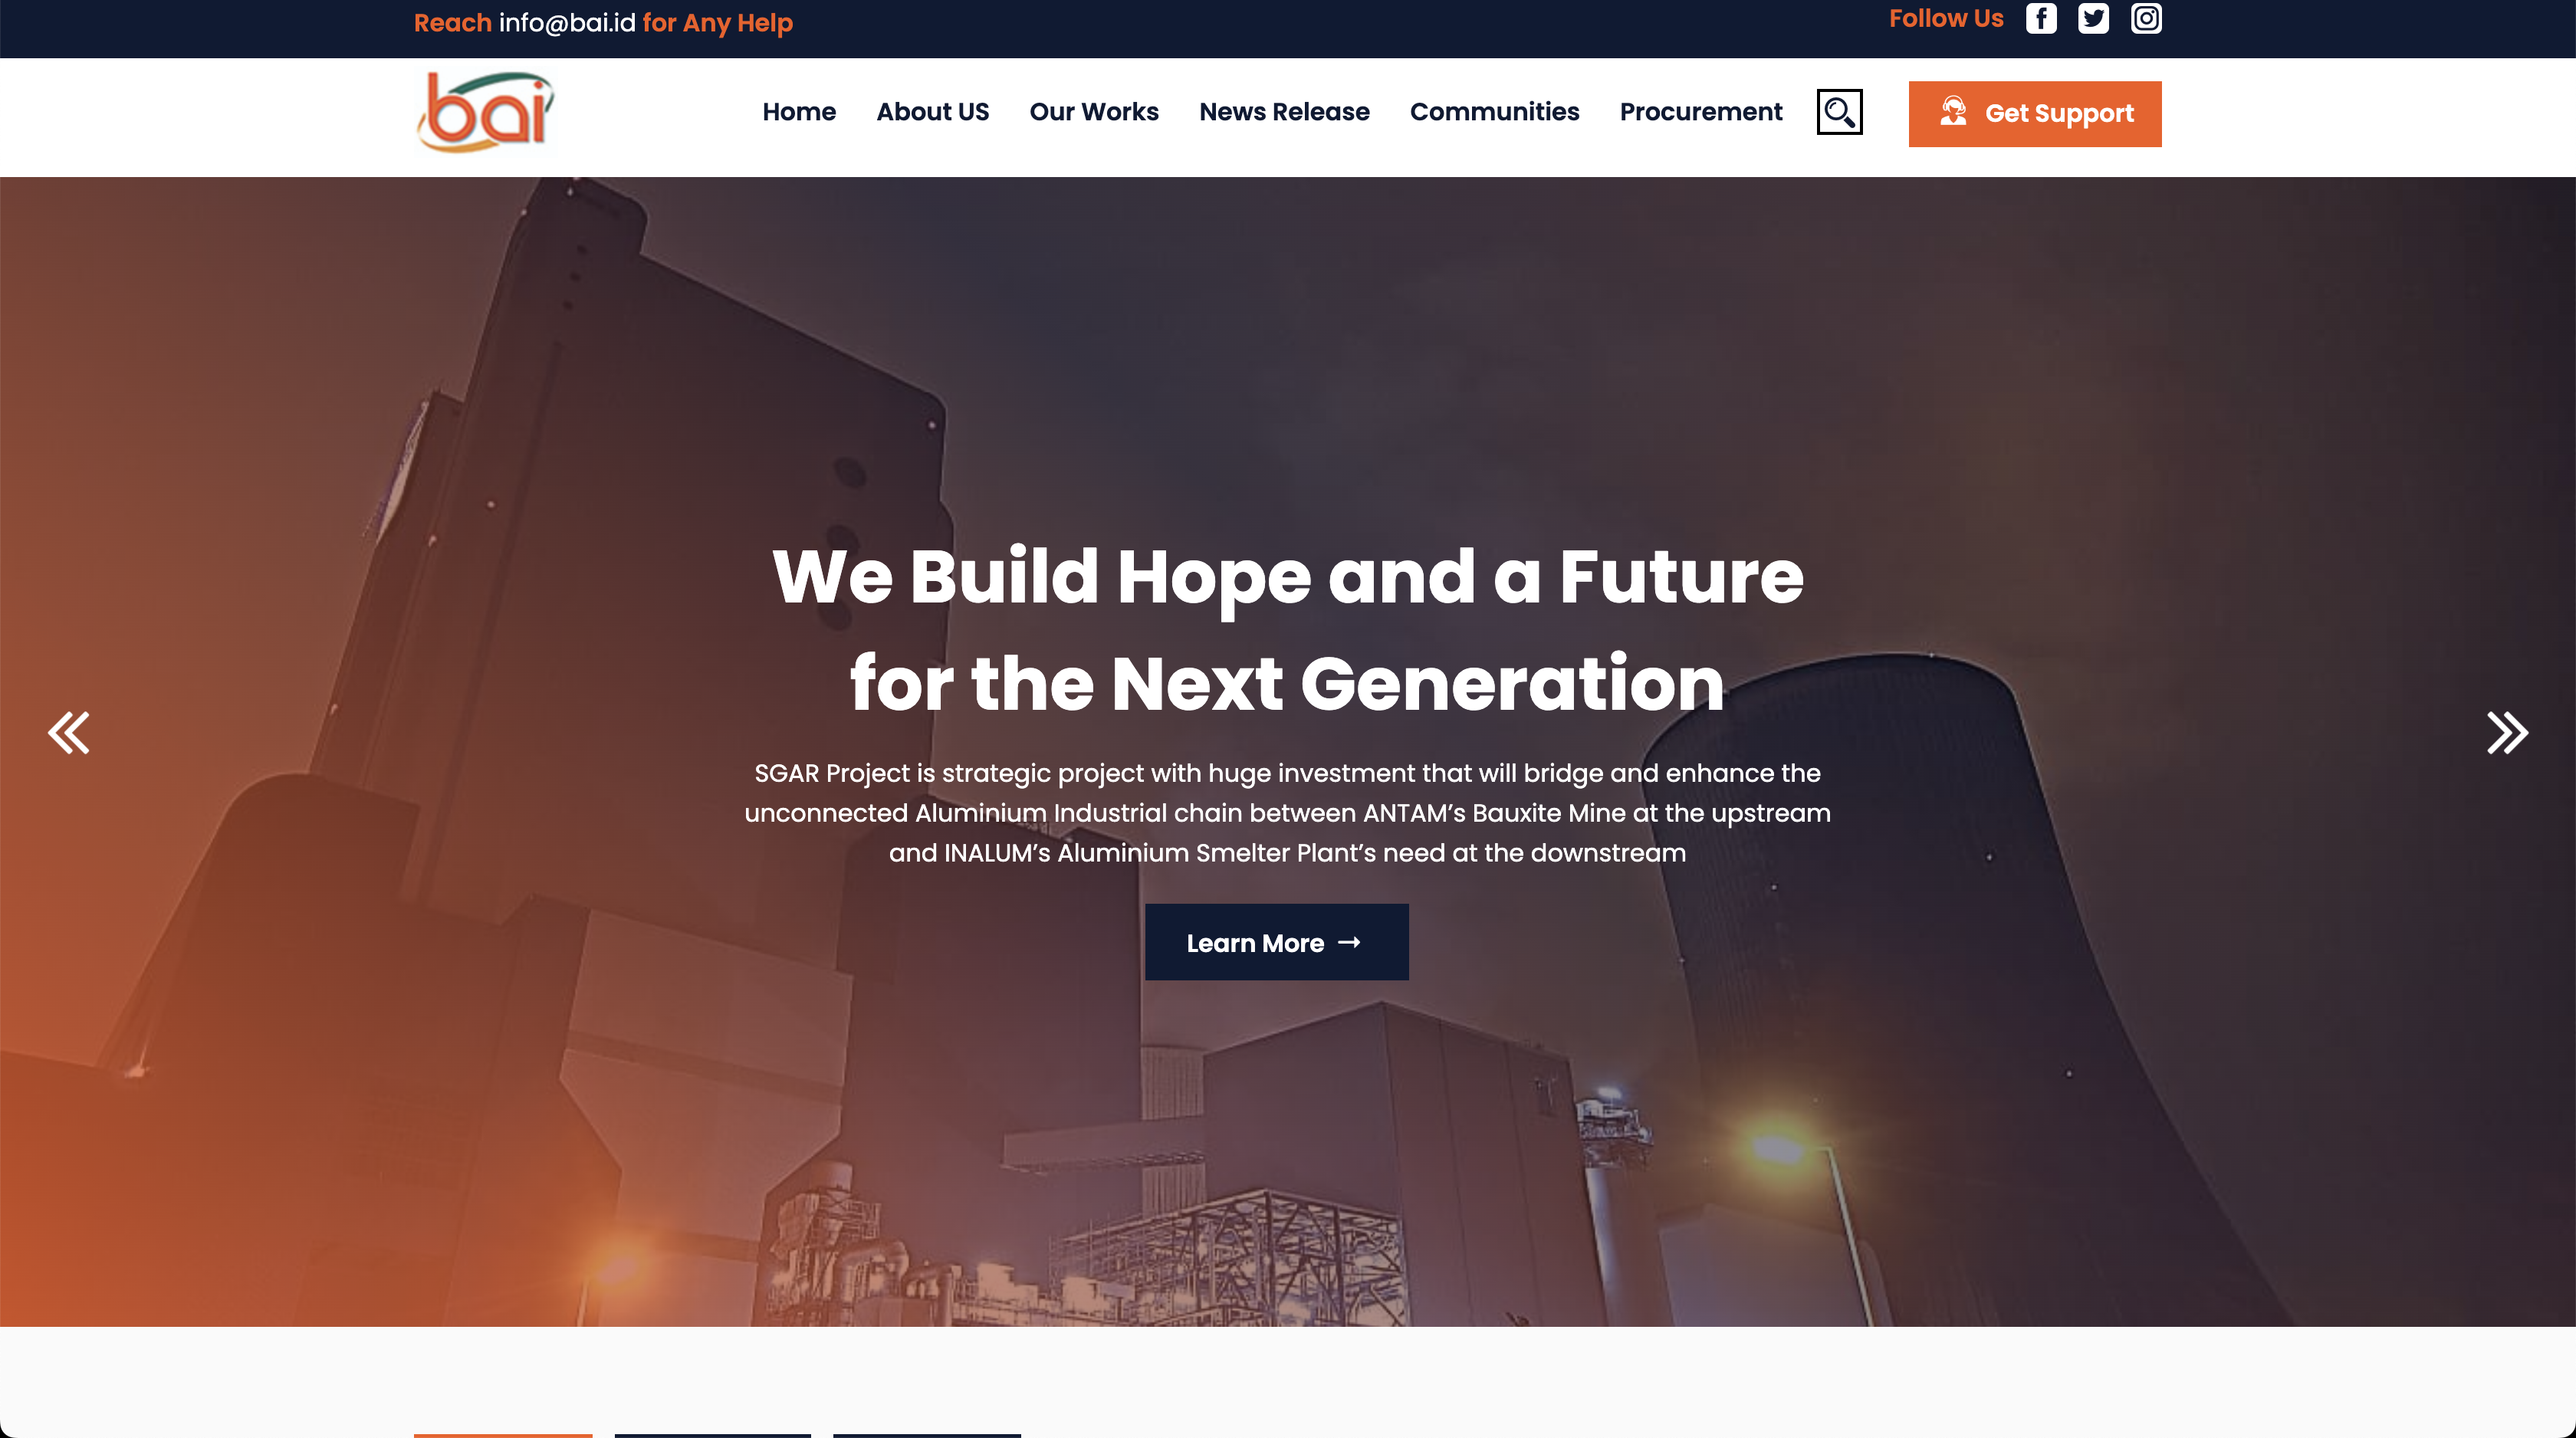 Reach info@bai.id for Any Help
Follow Us
bai
Home About US Our Works News Release Communities Procurement
Get Support
We Build Hope and a Future
for the Next Generation
SGAR Project is strategic project with huge investment that will bridge and enhance the
unconnected Aluminium Industrial chain between ANTAM’s Bauxite Mine at the upstream
and INALUM’s Aluminium Smelter Plant’s need at the downstream
Learn More →